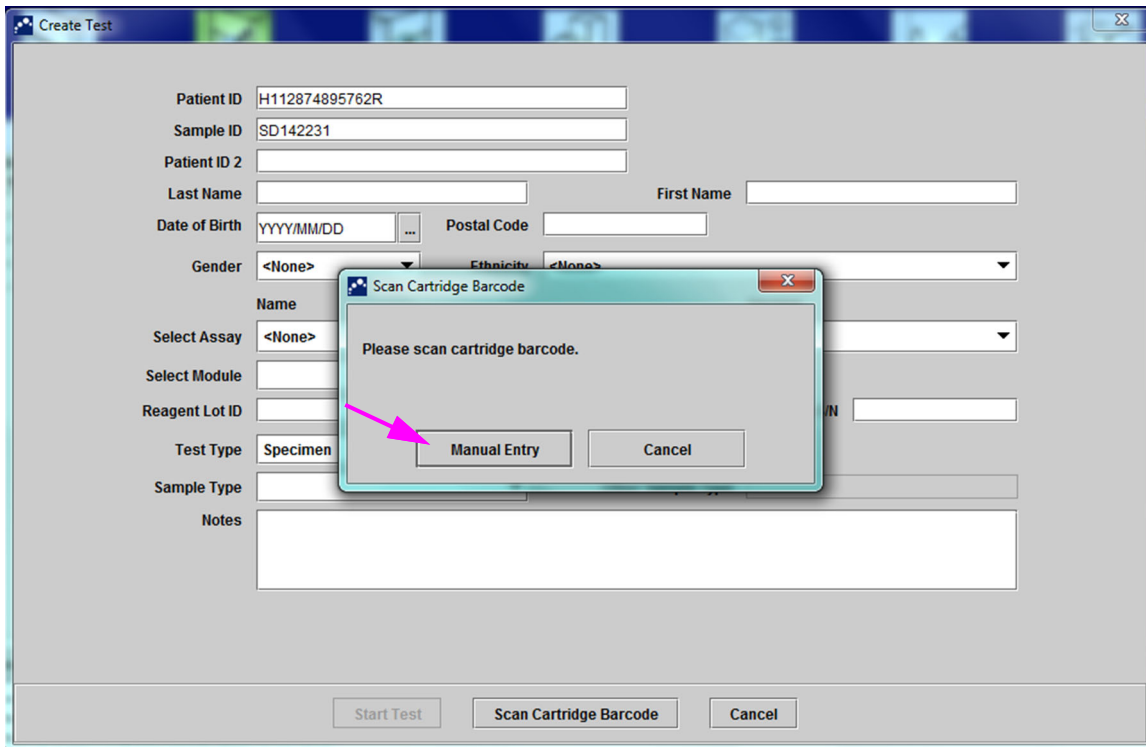 Create Test
Patient ID H112874895762R
Sample ID SD142231
Patient ID 2
Last Name First Name
Date of Birth YYYY/MM/DD ... Postal Code
Gender <None> Ethnicity <None>
Scan Cartridge Barcode
Name
Select Assay <None>
Please scan cartridge barcode.
Select Module
Reagent Lot ID
Manual Entry Cancel
Test Type Specimen
Sample Type
Notes
Start Test Scan Cartridge Barcode Cancel